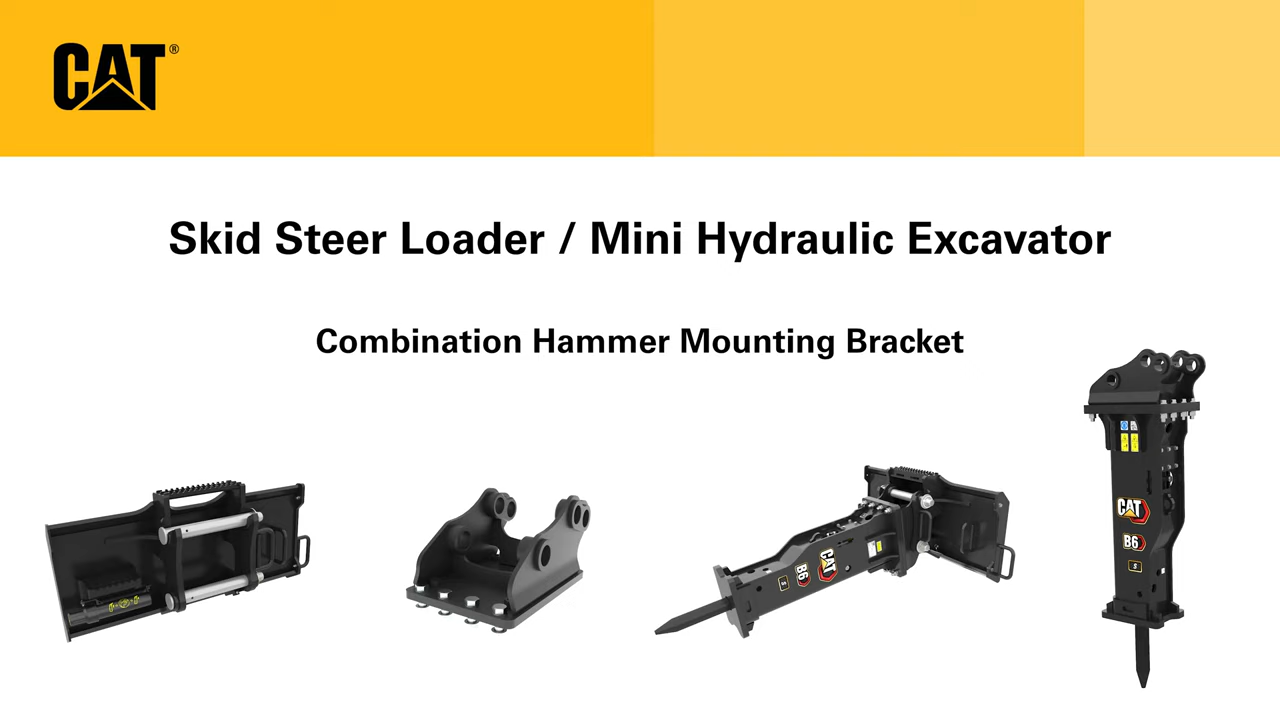 CAT®
Skid Steer Loader / Mini Hydraulic Excavator
Combination Hammer Mounting Bracket
CAT
B6
S
CAT
B6
S